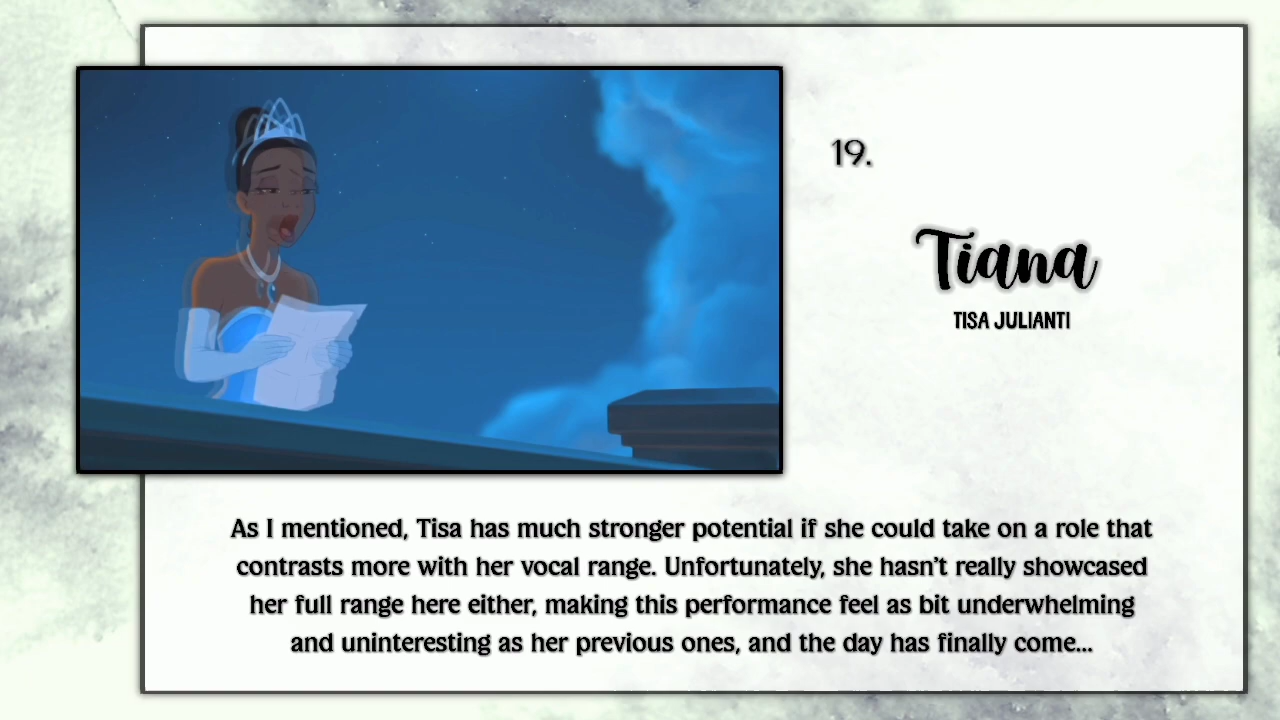 19.
Tiana
TISA JULIANTI
As I mentioned, Tisa has much stronger potential if she could take on a role that
contrasts more with her vocal range. Unfortunately, she hasn't really showcased
her full range here either, making this performance feel as bit underwhelming
and uninteresting as her previous ones, and the day has finally come...